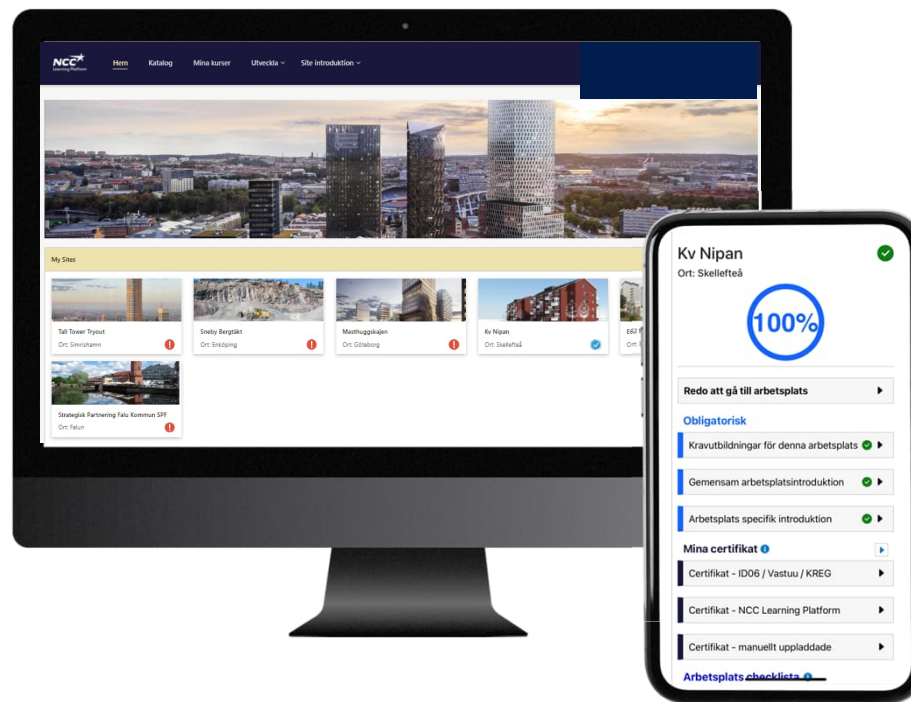 NCC
Learning Platform
Hem
Katalog
Mina kurser
Utveckla
Site introduktion
My Sites
Tall Tower Tryout
Ort: Simrishamn
Sneby Bergtäkt
Ort: Enköping
Masthuggskajen
Ort: Göteborg
Kv Nipan
Ort: Skellefteå
E62
Ort:
Strategisk Partnering Falu Kommun SPF
Ort: Falun
Kv Nipan
Ort: Skellefteå
100%
Redo att gå till arbetsplats
Obligatorisk
Kravutbildningar för denna arbetsplats
Gemensam arbetsplatsintroduktion
Arbetsplats specifik introduktion
Mina certifikat
Certifikat - ID06 / Vastuu / KREG
Certifikat - NCC Learning Platform
Certifikat - manuellt uppladdade
Arbetsplats checklista